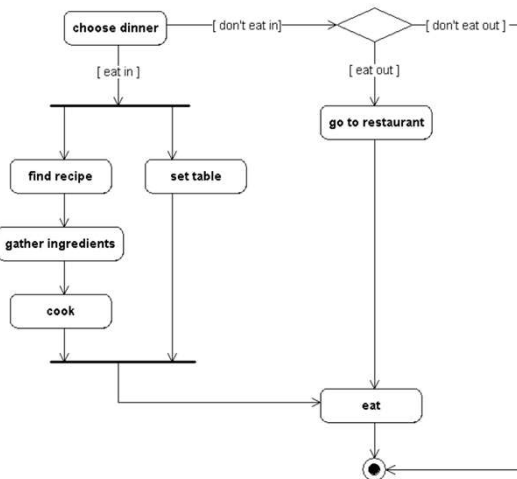 choose dinner
[ don't eat in]
[ don't eat out ]
[ eat in ]
[ eat out ]
go to restaurant
find recipe
set table
gather ingredients
cook
eat